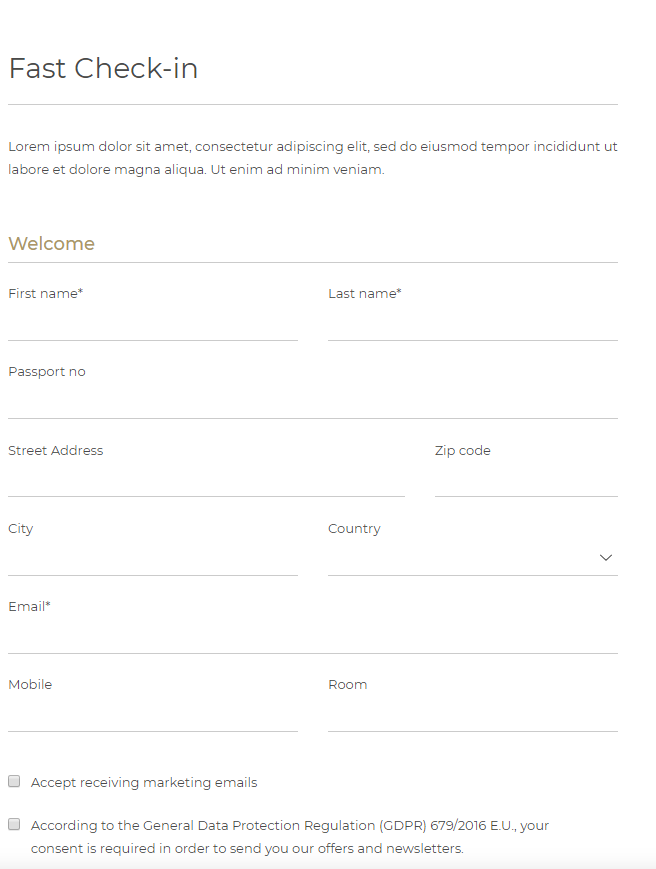 Fast Check-in
Lorem ipsum dolor sit amet, consectetur adipiscing elit, sed do eiusmod tempor incididunt ut
labore et dolore magna aliqua. Ut enim ad minim veniam.
Welcome
First name*
Last name*
Passport no
Street Address
Zip code
City
Country
Email*
Mobile
Room
Accept receiving marketing emails
According to the General Data Protection Regulation (GDPR) 679/2016 E.U., your
consent is required in order to send you our offers and newsletters.